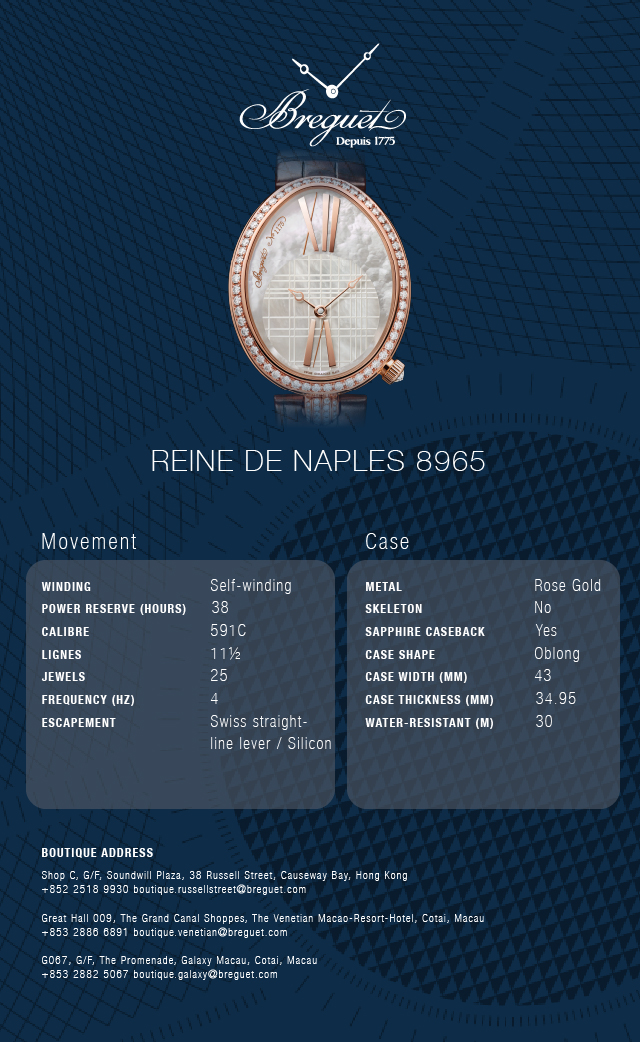 Breguet
Depuis 1775
Breguet No 1175
REINE DE NAPLES 8965
Movement
WINDING Self-winding
POWER RESERVE (HOURS) 38
CALIBRE 591C
LIGNES 11½
JEWELS 25
FREQUENCY (HZ) 4
ESCAPEMENT Swiss straight-
line lever / Silicon
Case
METAL Rose Gold
SKELETON No
SAPPHIRE CASEBACK Yes
CASE SHAPE Oblong
CASE WIDTH (MM) 43
CASE THICKNESS (MM) 34.95
WATER-RESISTANT (M) 30
BOUTIQUE ADDRESS
Shop C, G/F, Soundwill Plaza, 38 Russell Street, Causeway Bay, Hong Kong
+852 2518 9930 boutique.russellstreet@breguet.com
Great Hall 009, The Grand Canal Shoppes, The Venetian Macao-Resort-Hotel, Cotai, Macau
+853 2886 6891 boutique.venetian@breguet.com
G067, G/F, The Promenade, Galaxy Macau, Cotai, Macau
+853 2882 5067 boutique.galaxy@breguet.com